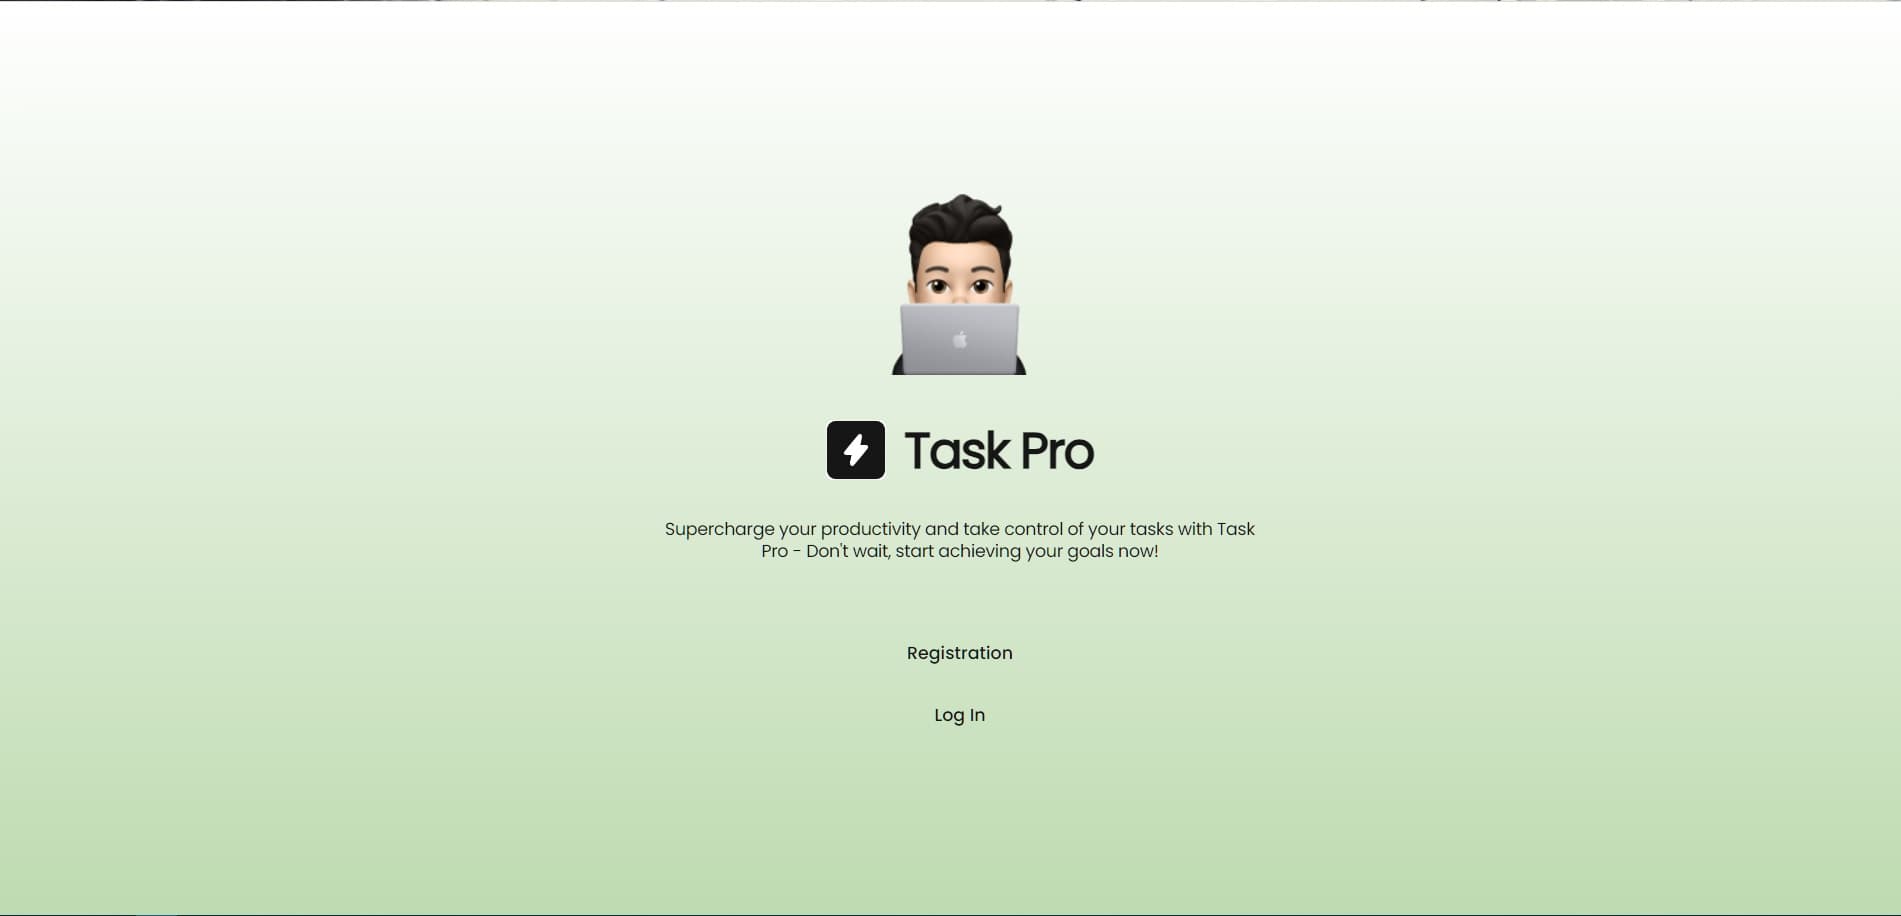 Task Pro
Supercharge your productivity and take control of your tasks with Task
Pro - Don't wait, start achieving your goals now!
Registration
Log In